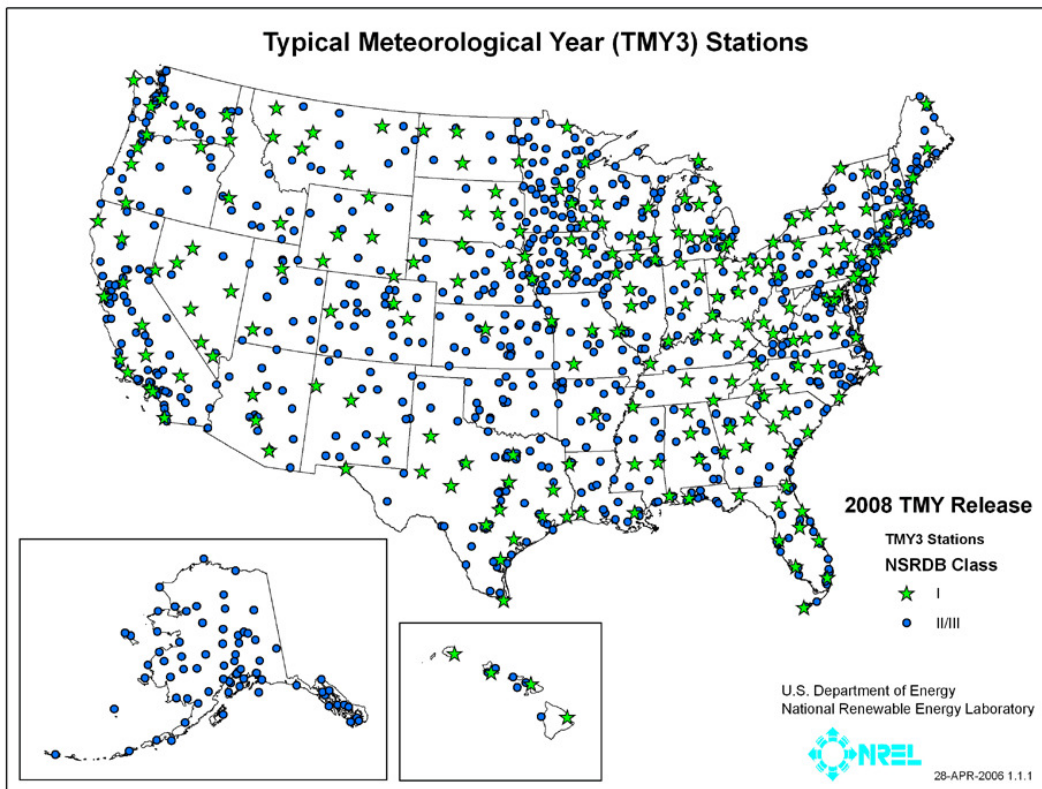 Typical Meteorological Year (TMY3) Stations
2008 TMY Release
TMY3 Stations
NSRDB Class
I
II/III
U.S. Department of Energy
National Renewable Energy Laboratory
NREL
28-APR-2006 1.1.1